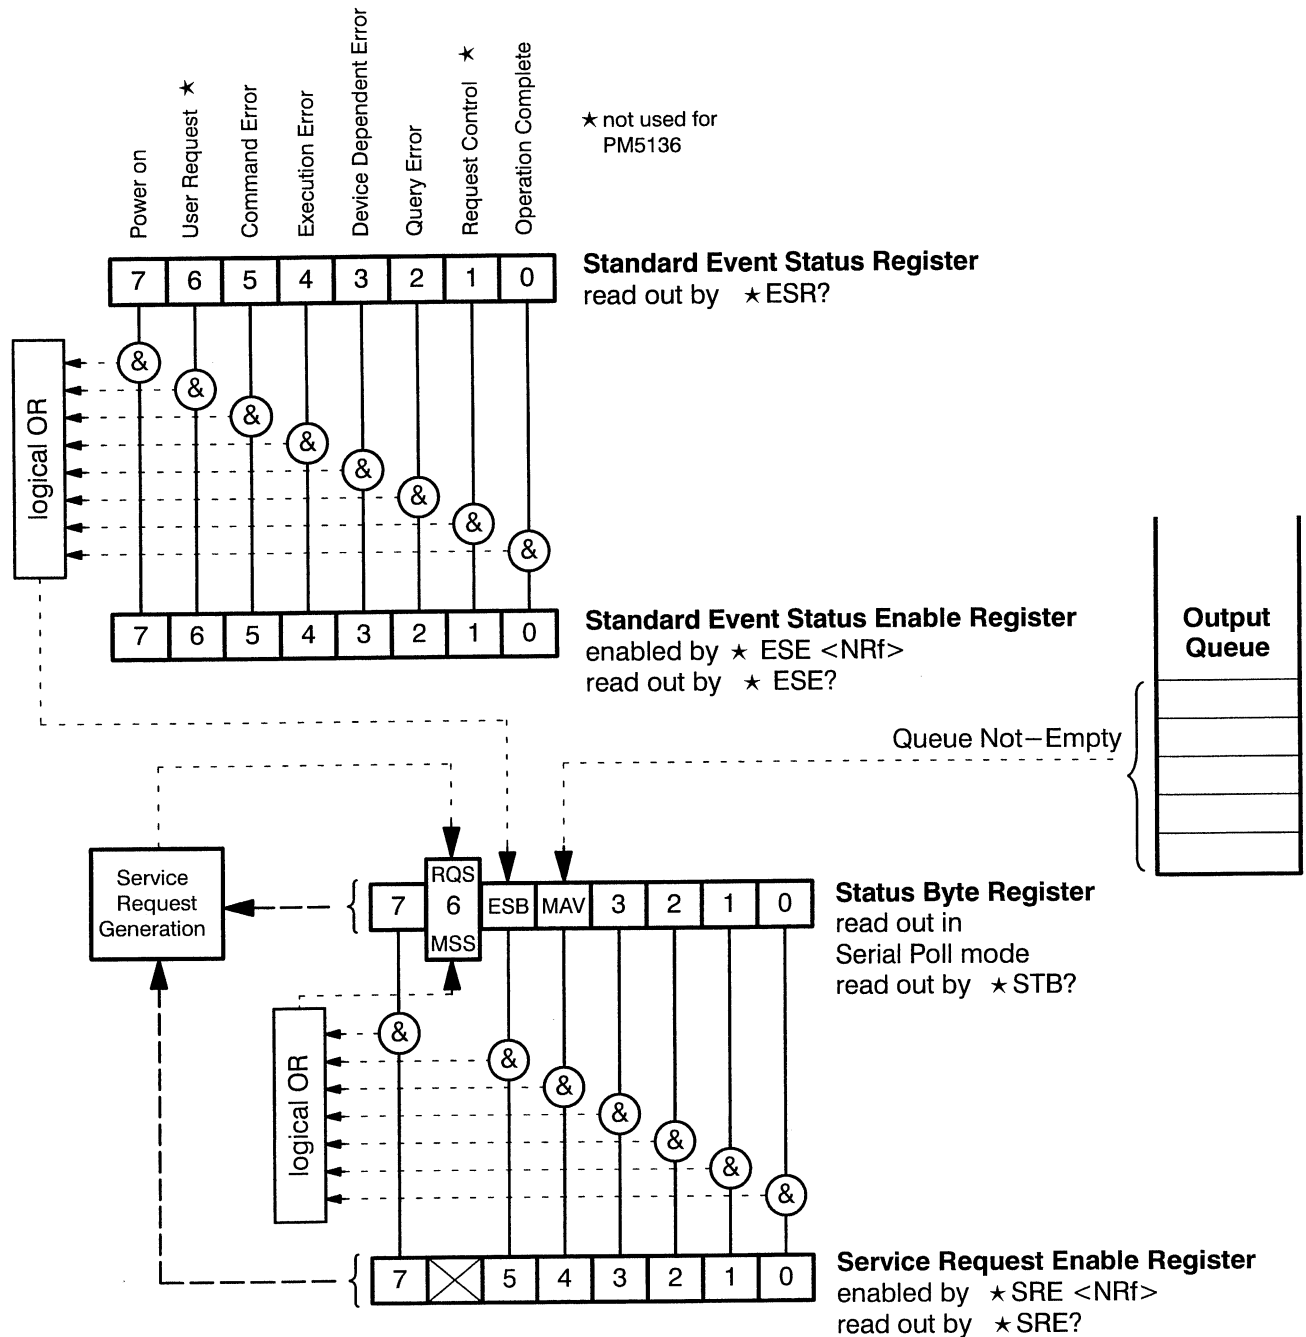 Power on
User Request ★
Command Error
Execution Error
Device Dependent Error
Query Error
Request Control ★
Operation Complete
★ not used for
PM5136
7 6 5 4 3 2 1 0
Standard Event Status Register
read out by ★ ESR?
&
&
&
&
&
&
&
&
logical OR
7 6 5 4 3 2 1 0
Standard Event Status Enable Register
enabled by ★ ESE <NRf>
read out by ★ ESE?
Output
Queue
Queue Not–Empty
Service
Request
Generation
RQS
7 6 ESB MAV 3 2 1 0
MSS
Status Byte Register
read out in
Serial Poll mode
read out by ★ STB?
&
&
&
&
&
&
&
logical OR
7 5 4 3 2 1 0
Service Request Enable Register
enabled by ★ SRE <NRf>
read out by ★ SRE?